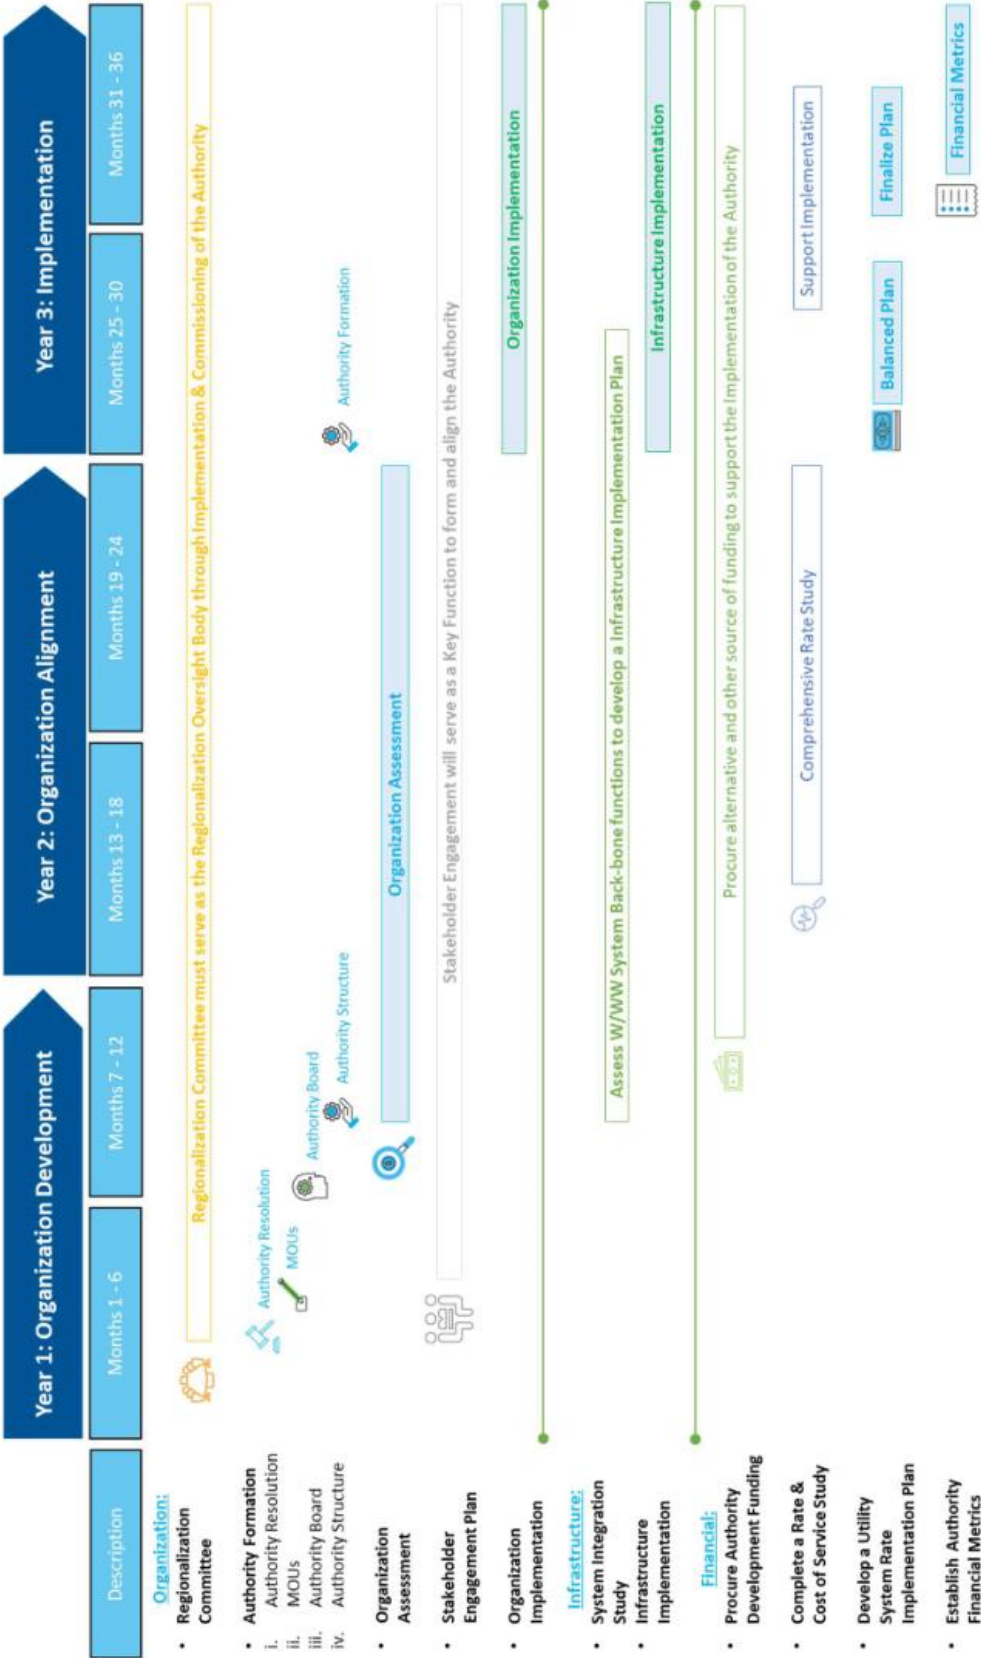 Year 1: Organization Development
Year 2: Organization Alignment
Year 3: Implementation
Description
Months 1 - 6
Months 7 - 12
Months 13 - 18
Months 19 - 24
Months 25 - 30
Months 31 - 36
Organization:
• Regionalization
Committee
Regionalization Committee must serve as the Regionalization Oversight Body through Implementation & Commissioning of the Authority
• Authority Formation
i. Authority Resolution
ii. MOUs
iii. Authority Board
iv. Authority Structure
Authority Resolution
MOUs
Authority Board
Authority Structure
Authority Formation
• Organization
Assessment
Organization Assessment
• Stakeholder
Engagement Plan
Stakeholder Engagement will serve as a Key Function to form and align the Authority
• Organization
Implementation
Organization Implementation
Infrastructure:
• System Integration
Study
Assess W/WW System Back-bone functions to develop a Infrastructure Implementation Plan
• Infrastructure
Implementation
Infrastructure Implementation
Financial:
• Procure Authority
Development Funding
Procure alternative and other source of funding to support the Implementation of the Authority
• Complete a Rate &
Cost of Service Study
Comprehensive Rate Study
Support Implementation
• Develop a Utility
System Rate
Implementation Plan
Balanced Plan
Finalize Plan
• Establish Authority
Financial Metrics
Financial Metrics